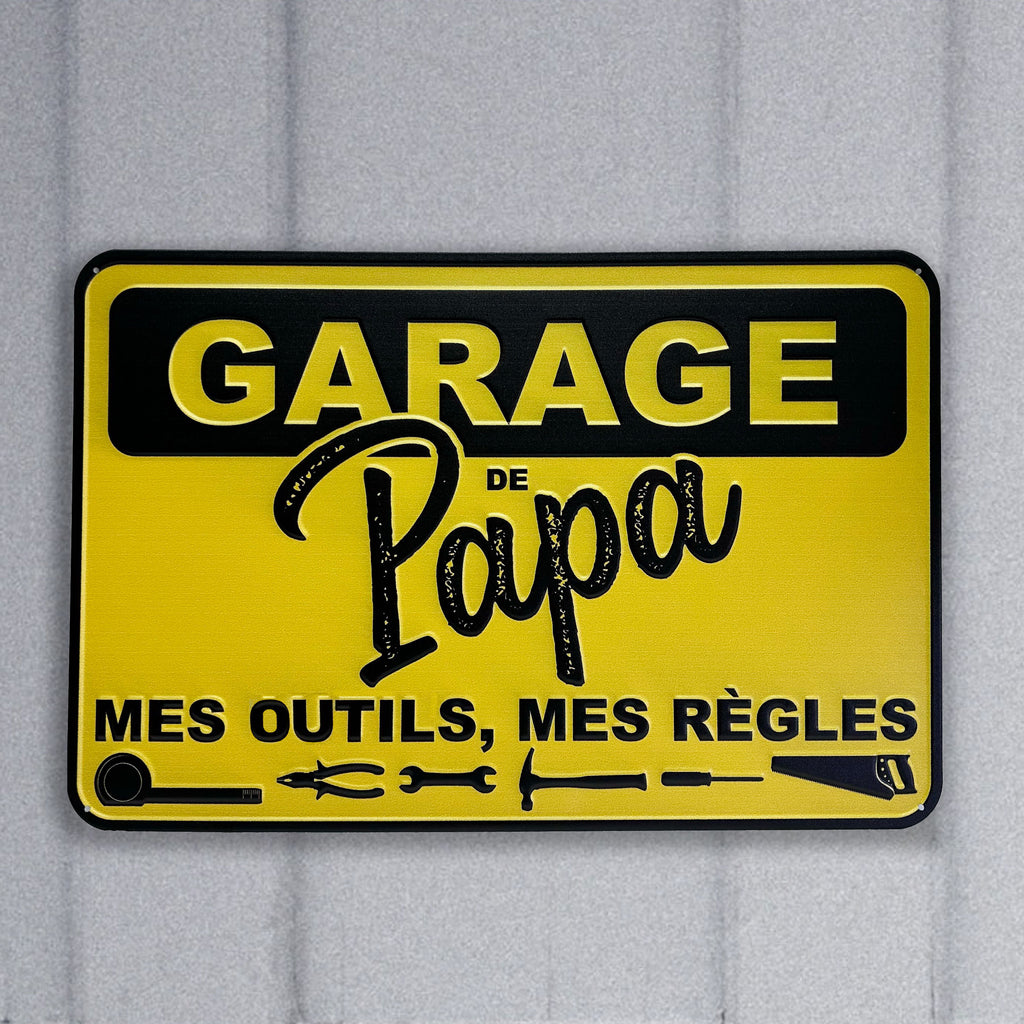 GARAGE
DE
Papa
MES OUTILS, MES RÈGLES